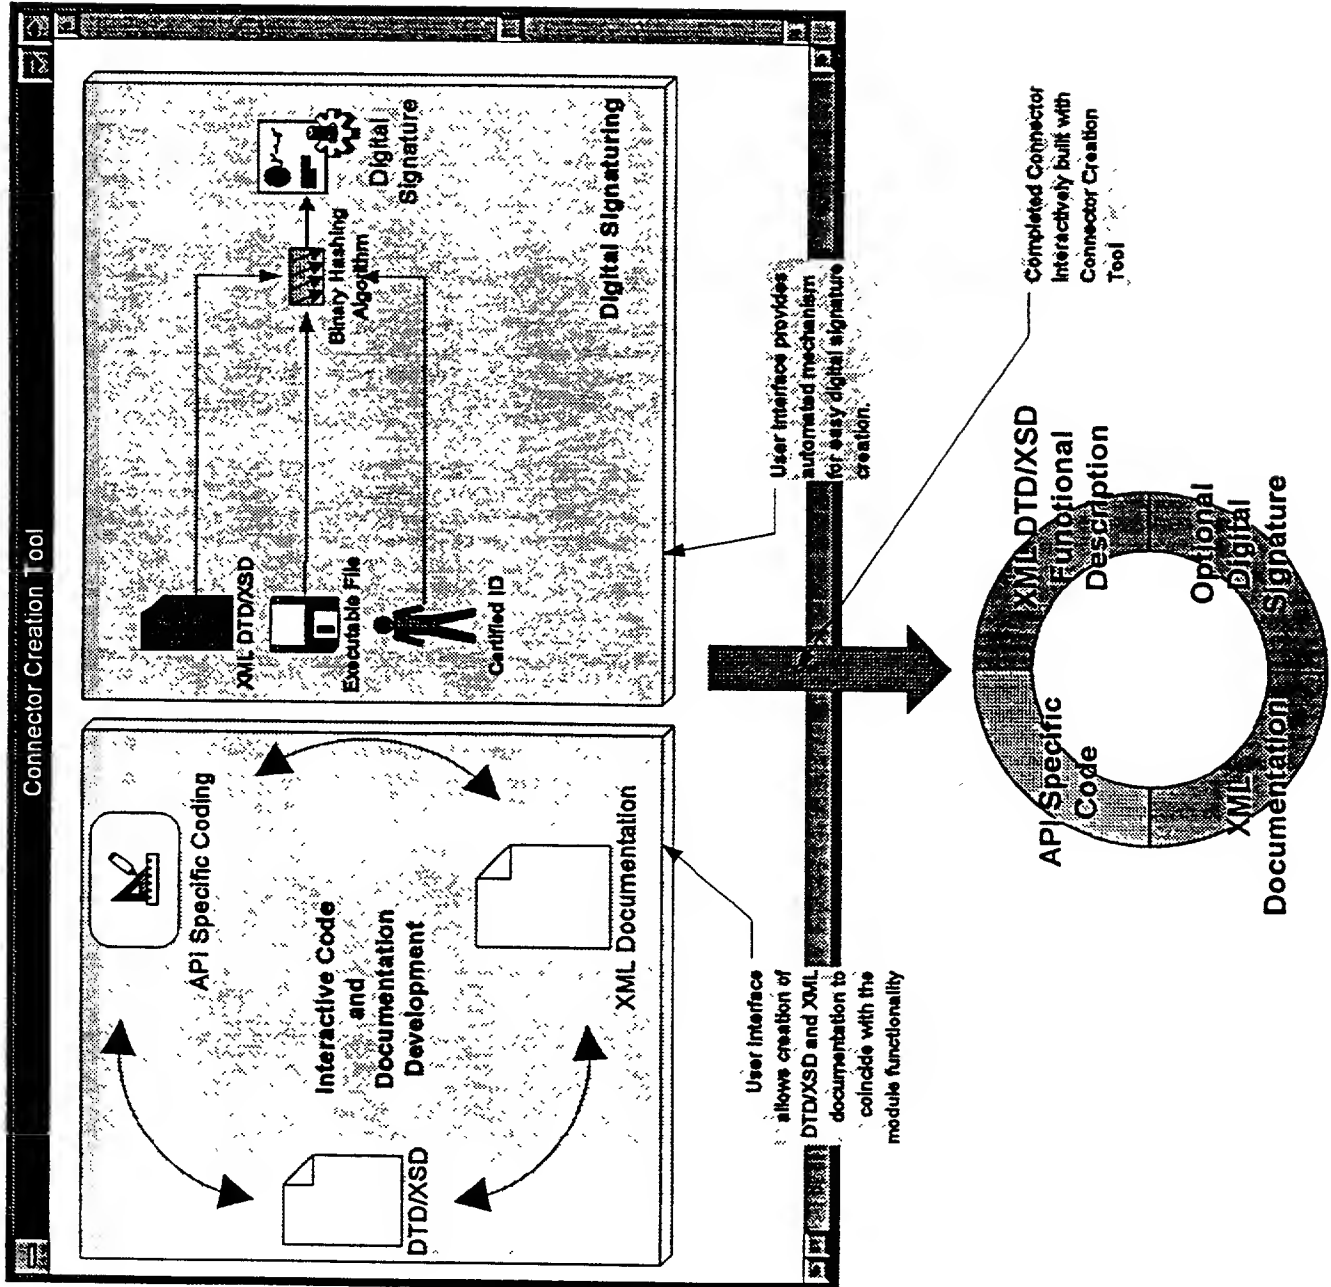 Connector Creation Tool
API Specific Coding
Interactive Code
and
Documentation
Development
DTD/XSD
XML Documentation
XML DTD/XSD
Executable File
Certified ID
Binary Hashing
Algorithm
Digital
Signature
Digital Signaturing
User Interface
allows creation of
DTD/XSD and XML
documentation to
coincide with the
module functionality
User Interface provides
automated mechanism
for easy digital signature
creation.
Completed Connector
Interactively built with
Connector Creation
Tool
API Specific
Code
XML DTD/XSD
Funtional
Description
XML
Documentation
Optional
Digital
Signature